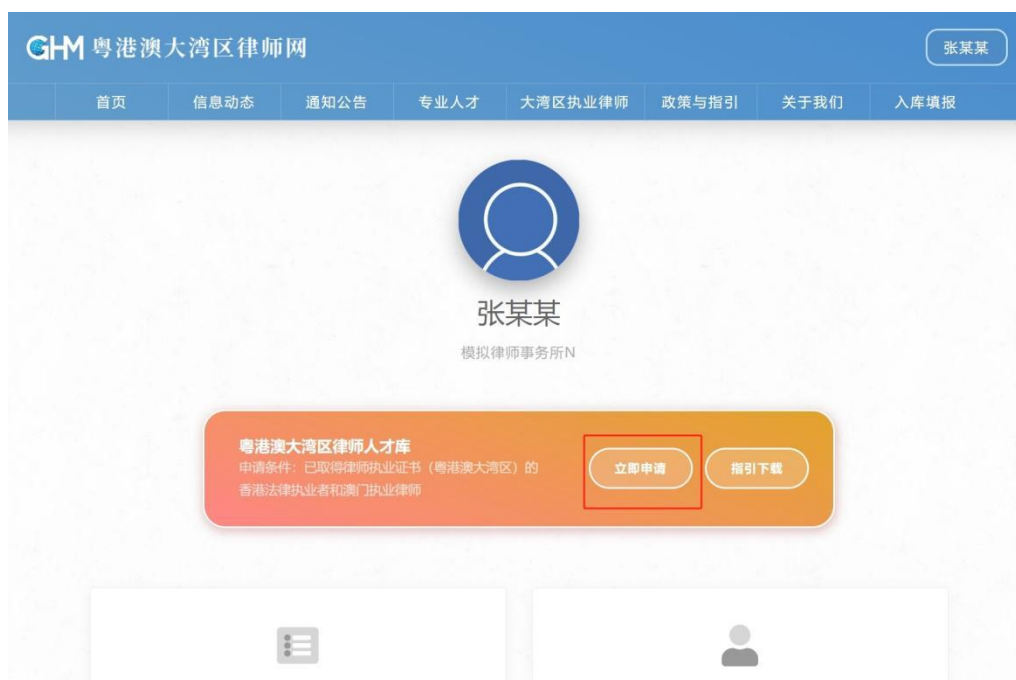 GHM 粤港澳大湾区律师网
张某某
首页 信息动态 通知公告 专业人才 大湾区执业律师 政策与指引 关于我们 入库填报
张某某
模拟律师事务所N
粤港澳大湾区律师人才库
申请条件：已取得律师执业证书（粤港澳大湾区）的
香港法律执业者和澳门执业律师
立即申请
指引下载